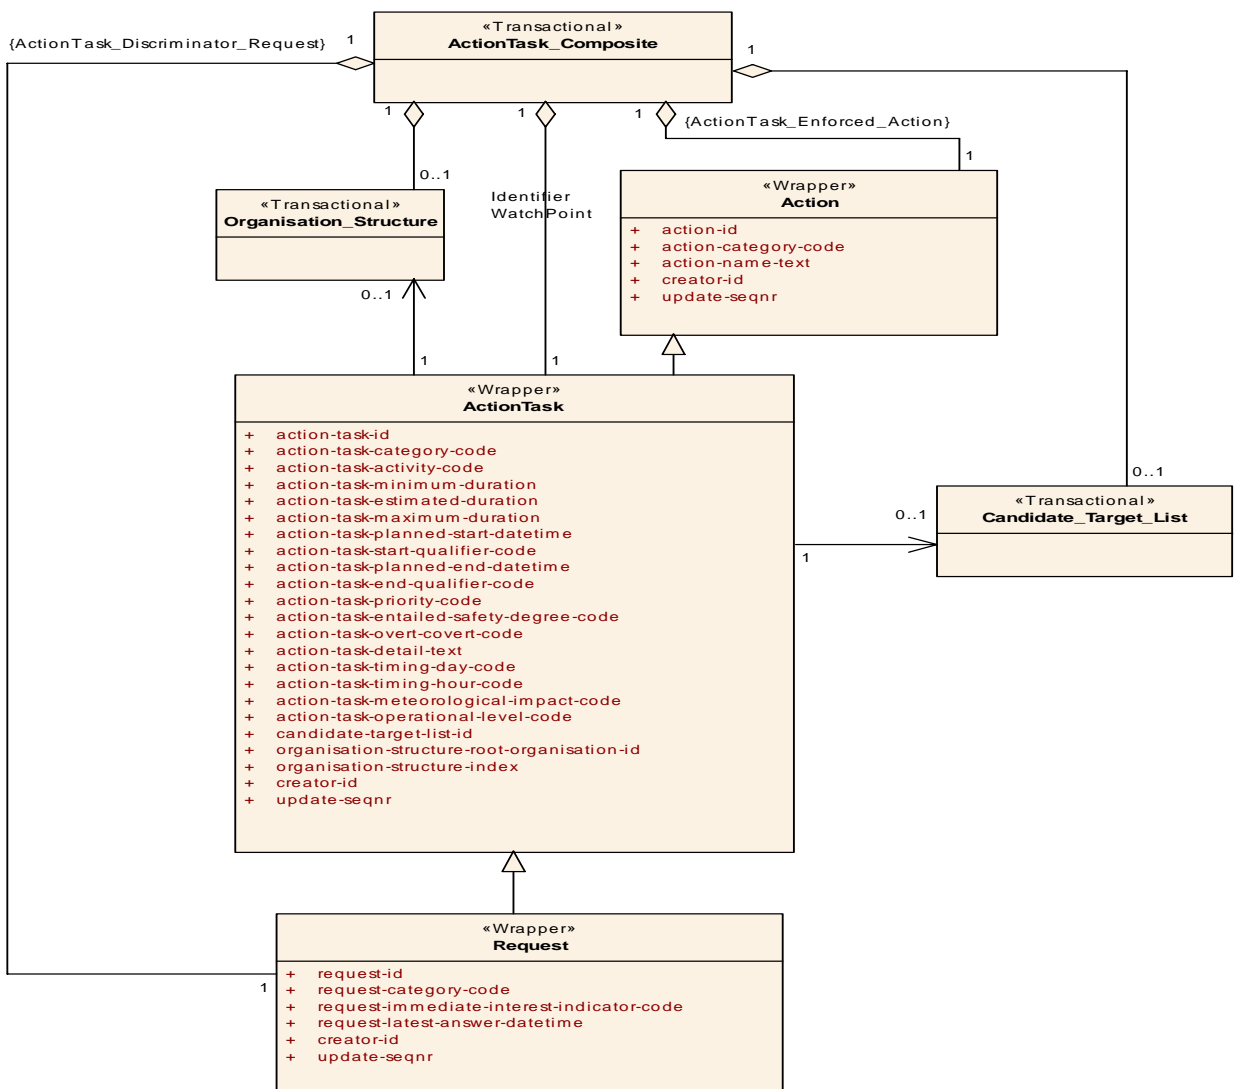 «Transactional»
ActionTask_Composite
{ActionTask_Discriminator_Request}
1
1
1
1
1
{ActionTask_Enforced_Action}
1
0..1
«Transactional»
Organisation_Structure
Identifier
WatchPoint
«Wrapper»
Action
+ action-id
+ action-category-code
+ action-name-text
+ creator-id
+ update-seqnr
0..1
1
1
«Wrapper»
ActionTask
+ action-task-id
+ action-task-category-code
+ action-task-activity-code
+ action-task-minimum-duration
+ action-task-estimated-duration
+ action-task-maximum-duration
+ action-task-planned-start-datetime
+ action-task-start-qualifier-code
+ action-task-planned-end-datetime
+ action-task-end-qualifier-code
+ action-task-priority-code
+ action-task-entailed-safety-degree-code
+ action-task-overt-covert-code
+ action-task-detail-text
+ action-task-timing-day-code
+ action-task-timing-hour-code
+ action-task-meteorological-impact-code
+ action-task-operational-level-code
+ candidate-target-list-id
+ organisation-structure-root-organisation-id
+ organisation-structure-index
+ creator-id
+ update-seqnr
0..1
0..1
1
«Transactional»
Candidate_Target_List
«Wrapper»
Request
1
+ request-id
+ request-category-code
+ request-immediate-interest-indicator-code
+ request-latest-answer-datetime
+ creator-id
+ update-seqnr